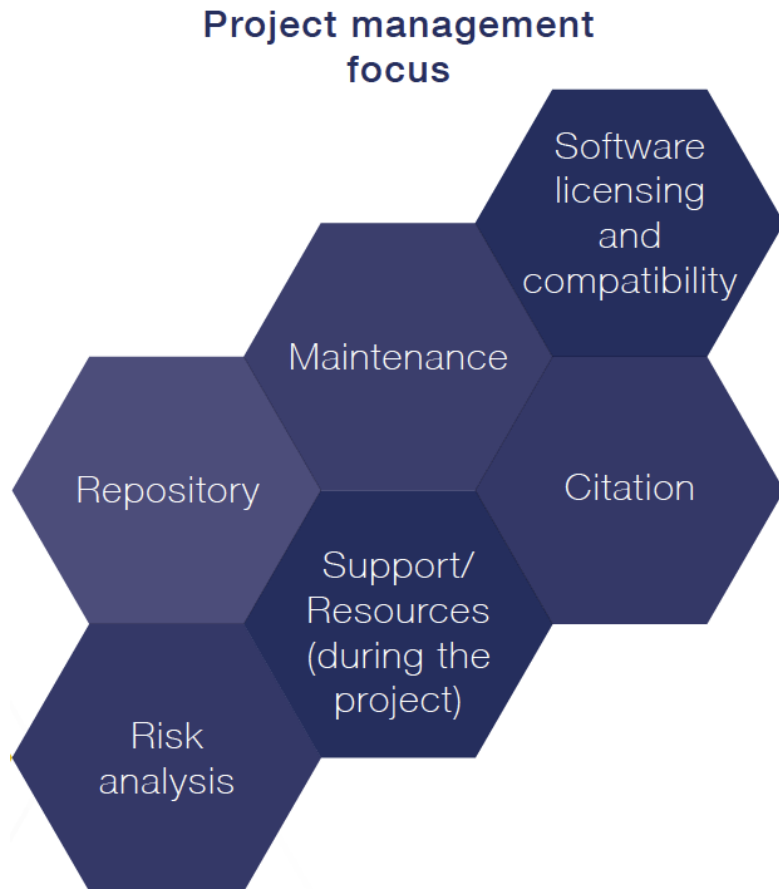 Project management
focus
Software
licensing
and
compatibility
Maintenance
Repository
Citation
Support/
Resources
(during the
project)
Risk
analysis